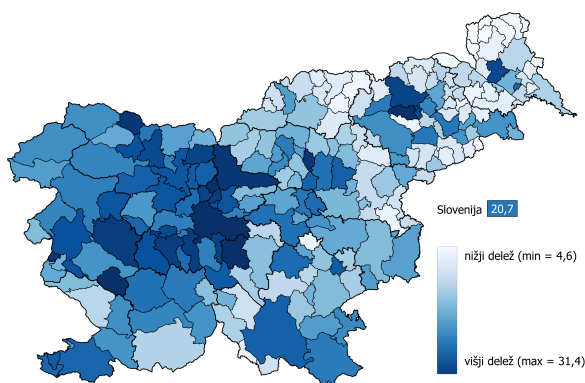 Slovenija 20,7
nižji delež (min = 4,6)
višji delež (max = 31,4)